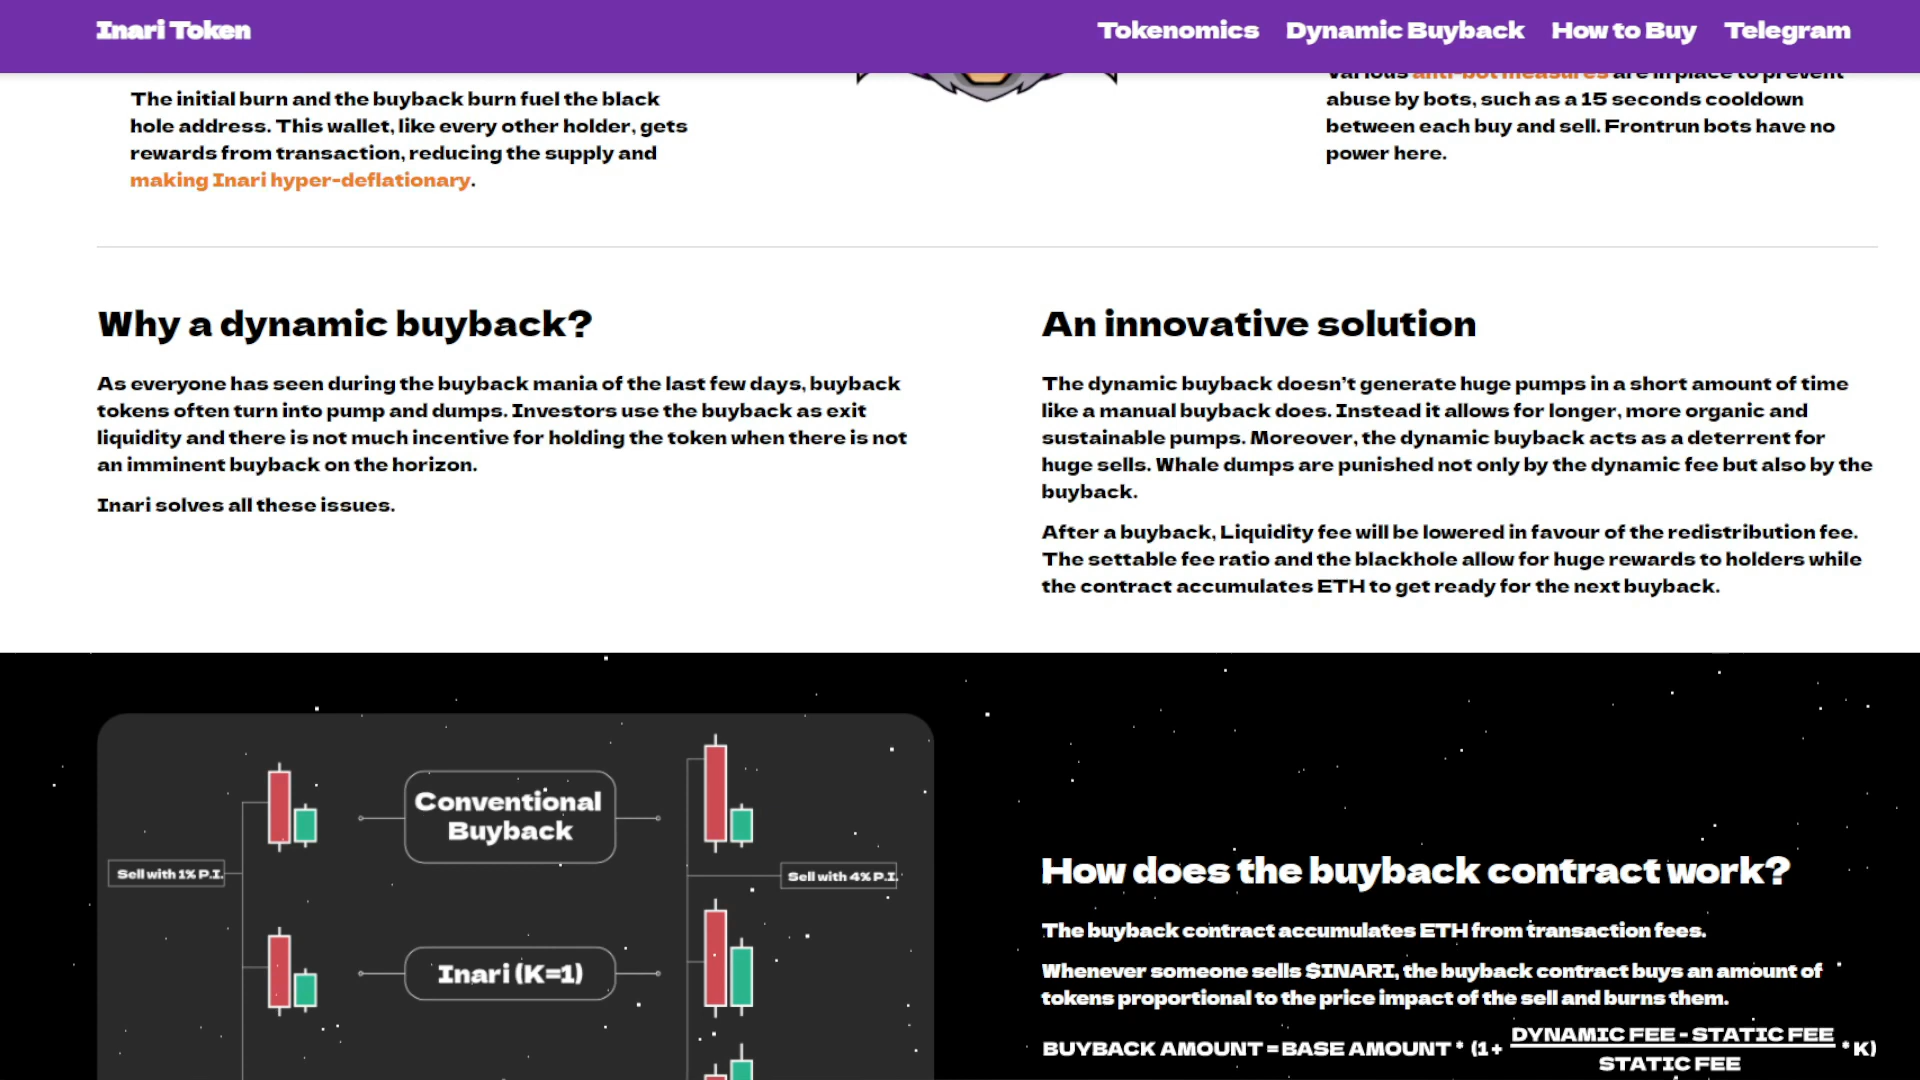 Inari Token
Tokenomics
Dynamic Buyback
How to Buy
Telegram
The initial burn and the buyback burn fuel the black
hole address. This wallet, like every other holder, gets
rewards from transaction, reducing the supply and
making Inari hyper-deflationary.
Various anti-bot measures are in place to prevent
abuse by bots, such as a 15 seconds cooldown
between each buy and sell. Frontrun bots have no
power here.
Why a dynamic buyback?
As everyone has seen during the buyback mania of the last few days, buyback
tokens often turn into pump and dumps. Investors use the buyback as exit
liquidity and there is not much incentive for holding the token when there is not
an imminent buyback on the horizon.
Inari solves all these issues.
An innovative solution
The dynamic buyback doesn't generate huge pumps in a short amount of time
like a manual buyback does. Instead it allows for longer, more organic and
sustainable pumps. Moreover, the dynamic buyback acts as a deterrent for
huge sells. Whale dumps are punished not only by the dynamic fee but also by the
buyback.
After a buyback, Liquidity fee will be lowered in favour of the redistribution fee.
The settable fee ratio and the blackhole allow for huge rewards to holders while
the contract accumulates ETH to get ready for the next buyback.
Conventional
Buyback
Sell with 1% P.I.
Sell with 4% P.I.
Inari (K=1)
How does the buyback contract work?
The buyback contract accumulates ETH from transaction fees.
Whenever someone sells $INARI, the buyback contract buys an amount of
tokens proportional to the price impact of the sell and burns them.
BUYBACK AMOUNT = BASE AMOUNT * (1 + DYNAMIC FEE - STATIC FEE * K)
STATIC FEE